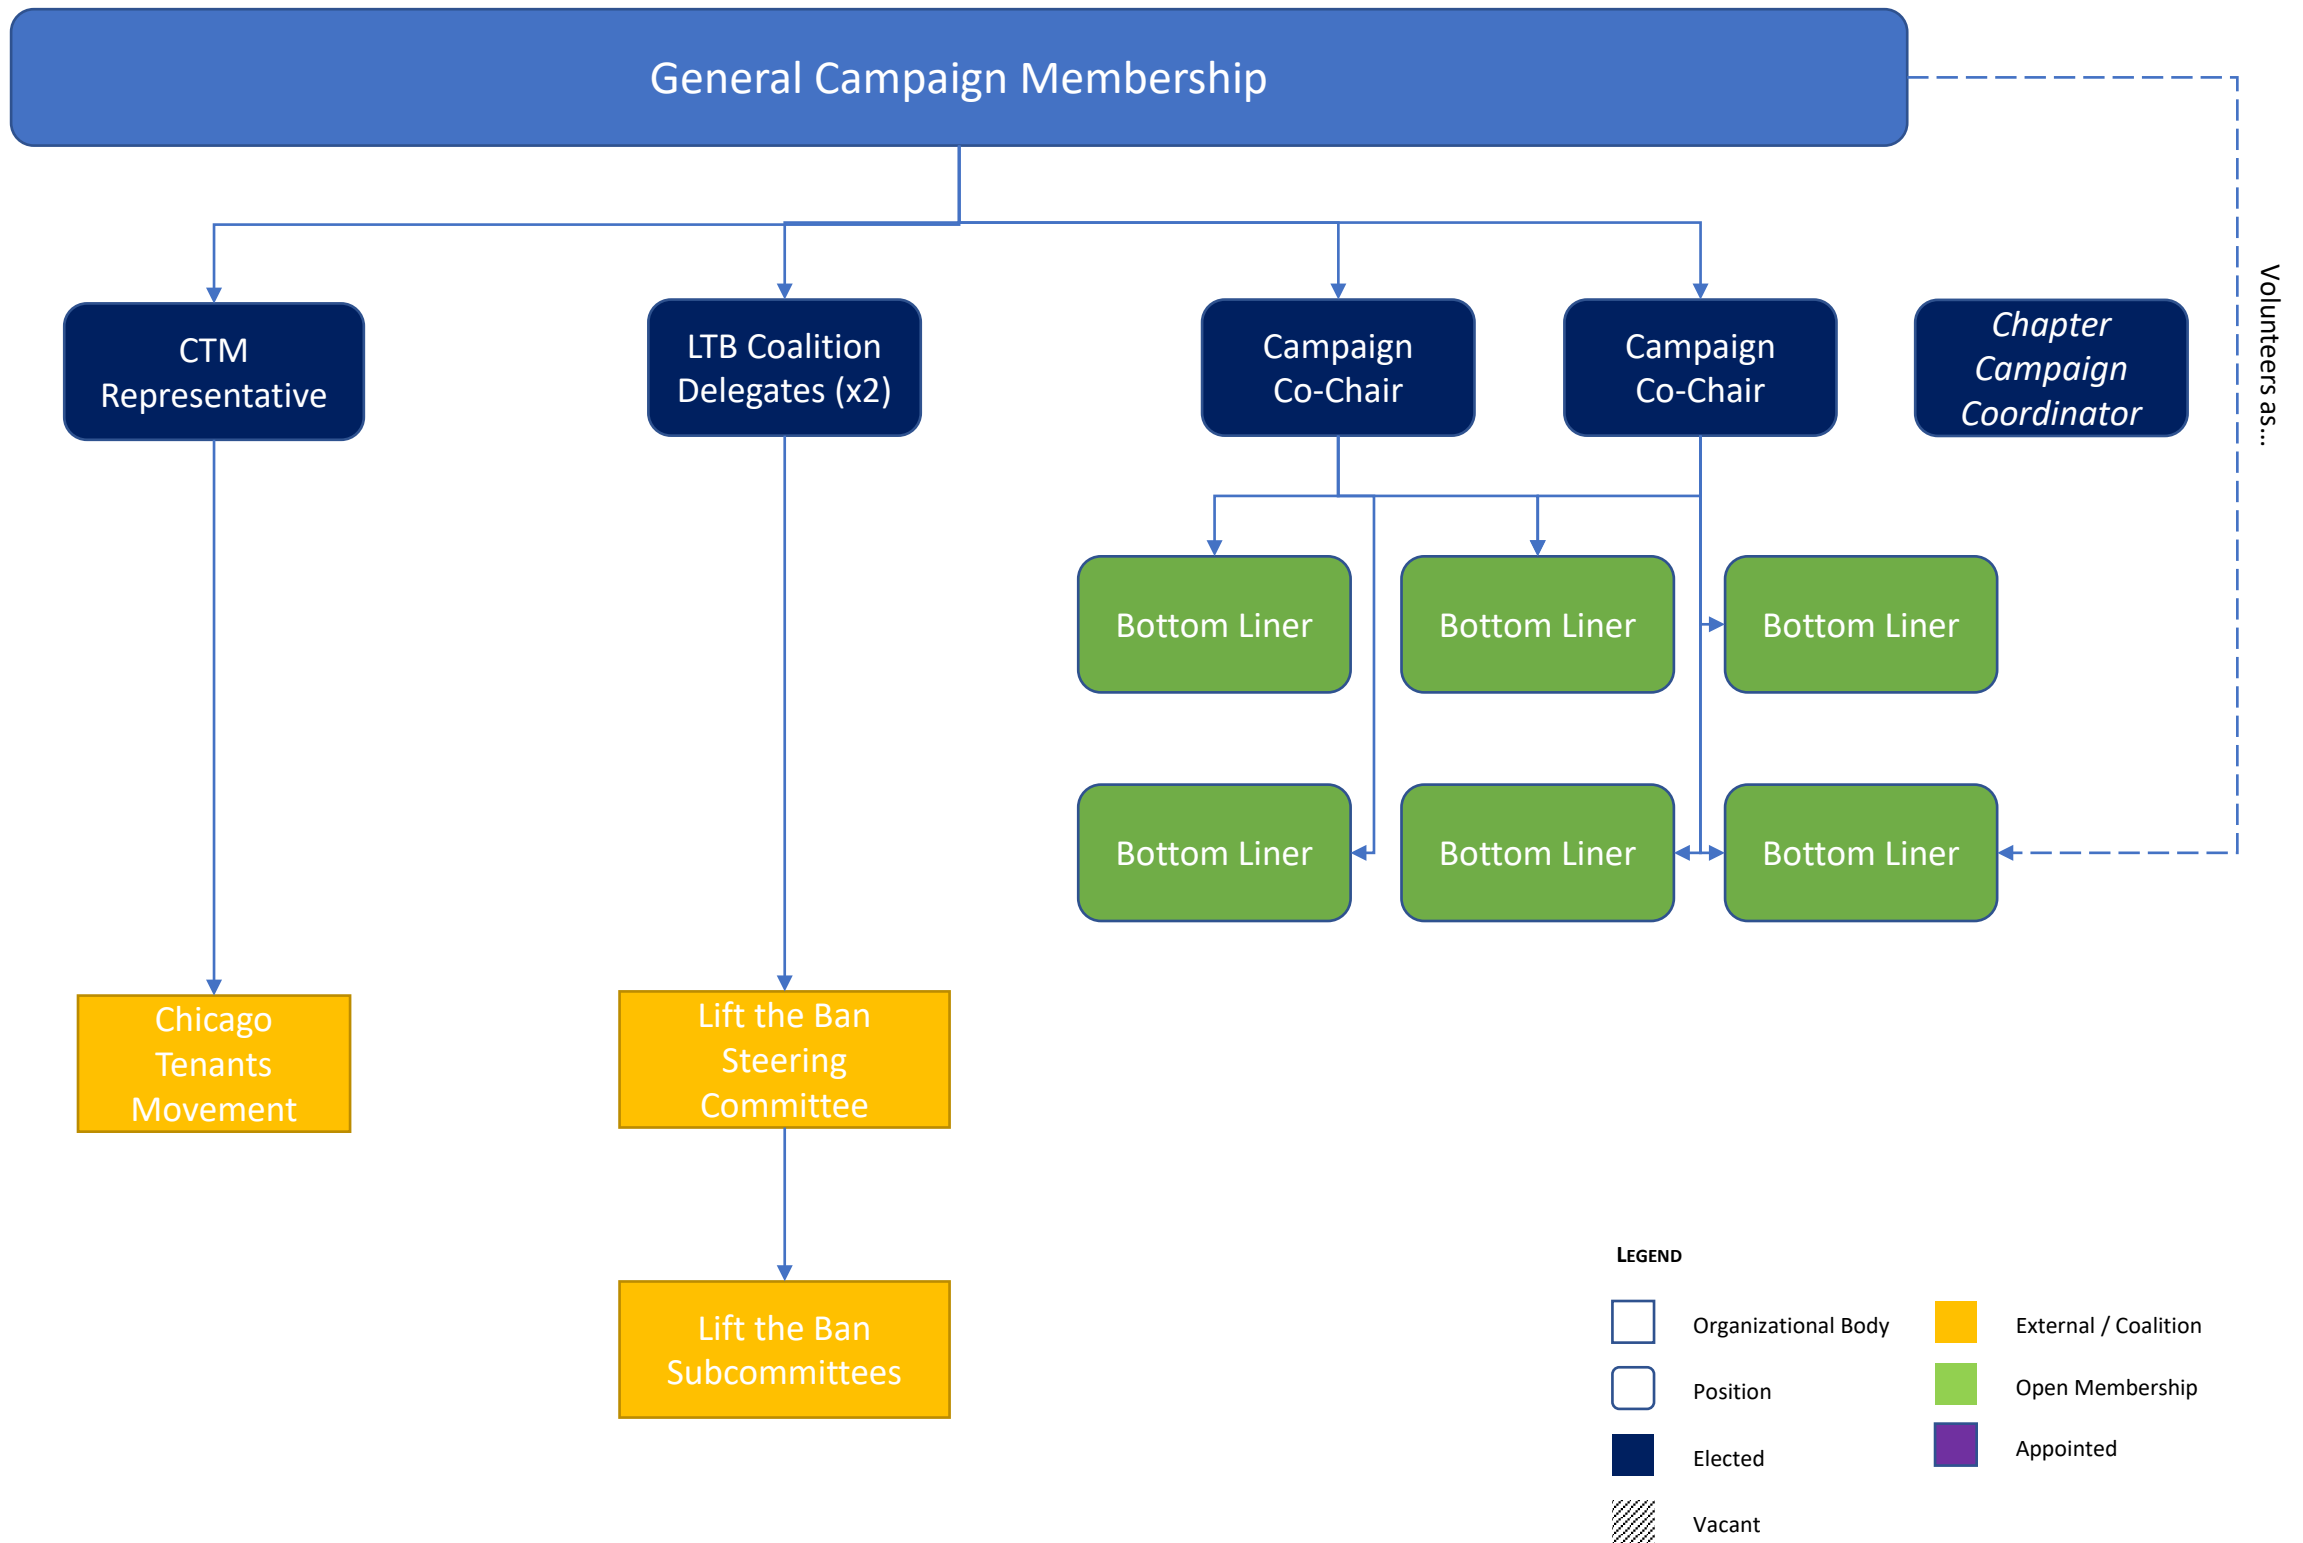 General Campaign Membership
Volunteers as...
CTM
Representative
LTB Coalition
Delegates (x2)
Campaign
Co-Chair
Campaign
Co-Chair
Chapter
Campaign
Coordinator
Bottom Liner
Bottom Liner
Bottom Liner
Bottom Liner
Bottom Liner
Bottom Liner
Chicago
Tenants
Movement
Lift the Ban
Steering
Committee
Lift the Ban
Subcommittees
LEGEND
Organizational Body
Position
Elected
Vacant
External / Coalition
Open Membership
Appointed